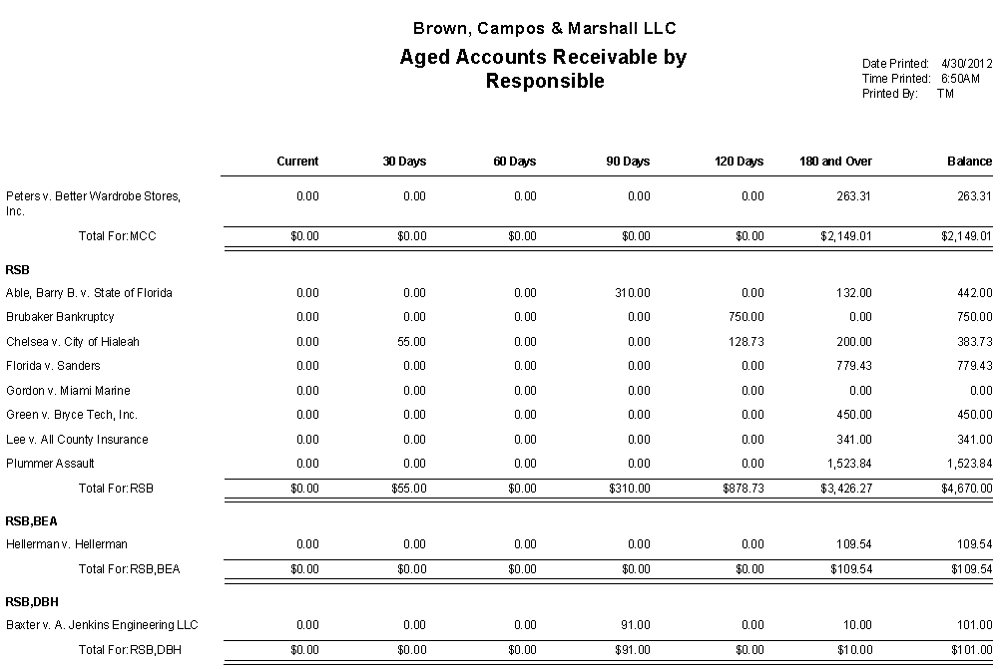 Brown, Campos & Marshall LLC
Aged Accounts Receivable by
Responsible
Date Printed: 4/30/2012
Time Printed: 6:50AM
Printed By: TM
Current 30 Days 60 Days 90 Days 120 Days 180 and Over Balance
Peters v. Better Wardrobe Stores, 0.00 0.00 0.00 0.00 0.00 263.31 263.31
Inc.
Total For: MCC $0.00 $0.00 $0.00 $0.00 $0.00 $2,149.01 $2,149.01
RSB
Able, Barry B. v. State of Florida 0.00 0.00 0.00 310.00 0.00 132.00 442.00
Brubaker Bankruptcy 0.00 0.00 0.00 0.00 750.00 0.00 750.00
Chelsea v. City of Hialeah 0.00 55.00 0.00 0.00 128.73 200.00 383.73
Florida v. Sanders 0.00 0.00 0.00 0.00 0.00 779.43 779.43
Gordon v. Miami Marine 0.00 0.00 0.00 0.00 0.00 0.00 0.00
Green v. Bryce Tech, Inc. 0.00 0.00 0.00 0.00 0.00 450.00 450.00
Lee v. All County Insurance 0.00 0.00 0.00 0.00 0.00 341.00 341.00
Plummer Assault 0.00 0.00 0.00 0.00 0.00 1,523.84 1,523.84
Total For: RSB $0.00 $55.00 $0.00 $310.00 $878.73 $3,426.27 $4,670.00
RSB,BEA
Hellerman v. Hellerman 0.00 0.00 0.00 0.00 0.00 109.54 109.54
Total For: RSB,BEA $0.00 $0.00 $0.00 $0.00 $0.00 $109.54 $109.54
RSB,DBH
Baxter v. A. Jenkins Engineering LLC 0.00 0.00 0.00 91.00 0.00 10.00 101.00
Total For: RSB,DBH $0.00 $0.00 $0.00 $91.00 $0.00 $10.00 $101.00